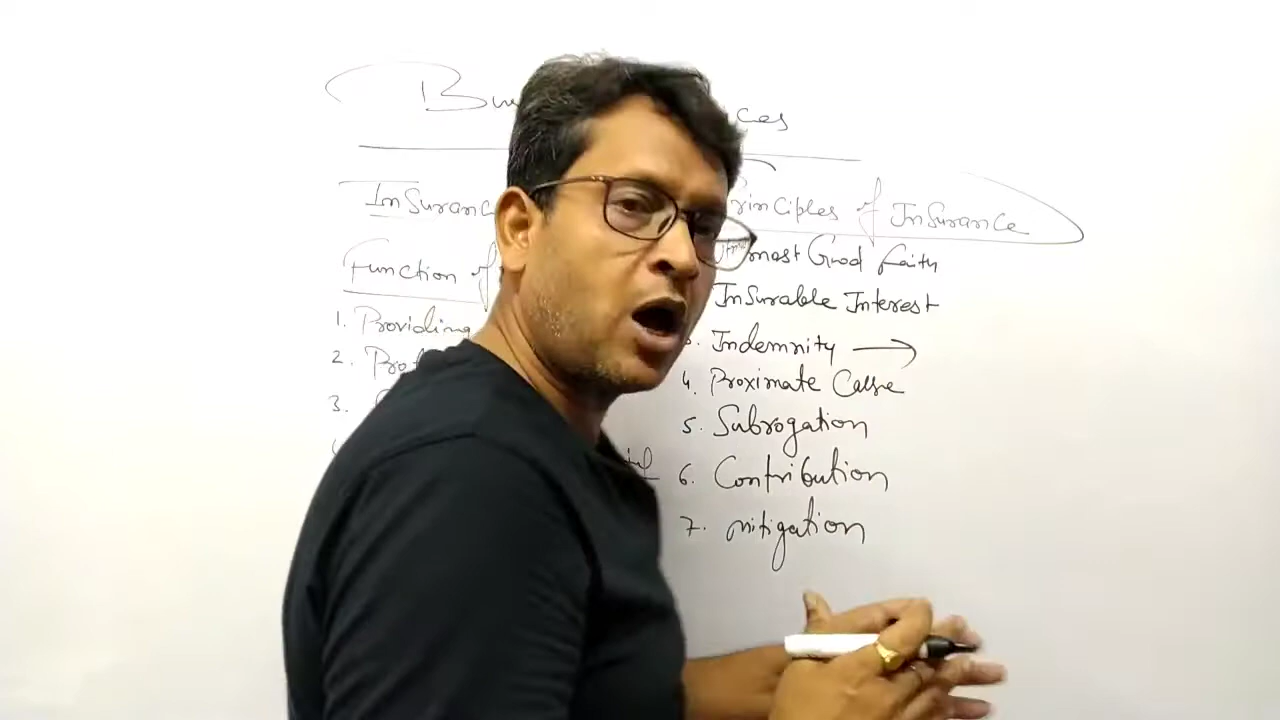 Bus ces
Insuranc
Function of
1. Providing
2. Pro
3.
Principles of Insurance
Utmost Good faith
Insurable Interest
3. Indemnity →
4. Proximate Cause
5. Subrogation
6. Contribution
7. mitigation